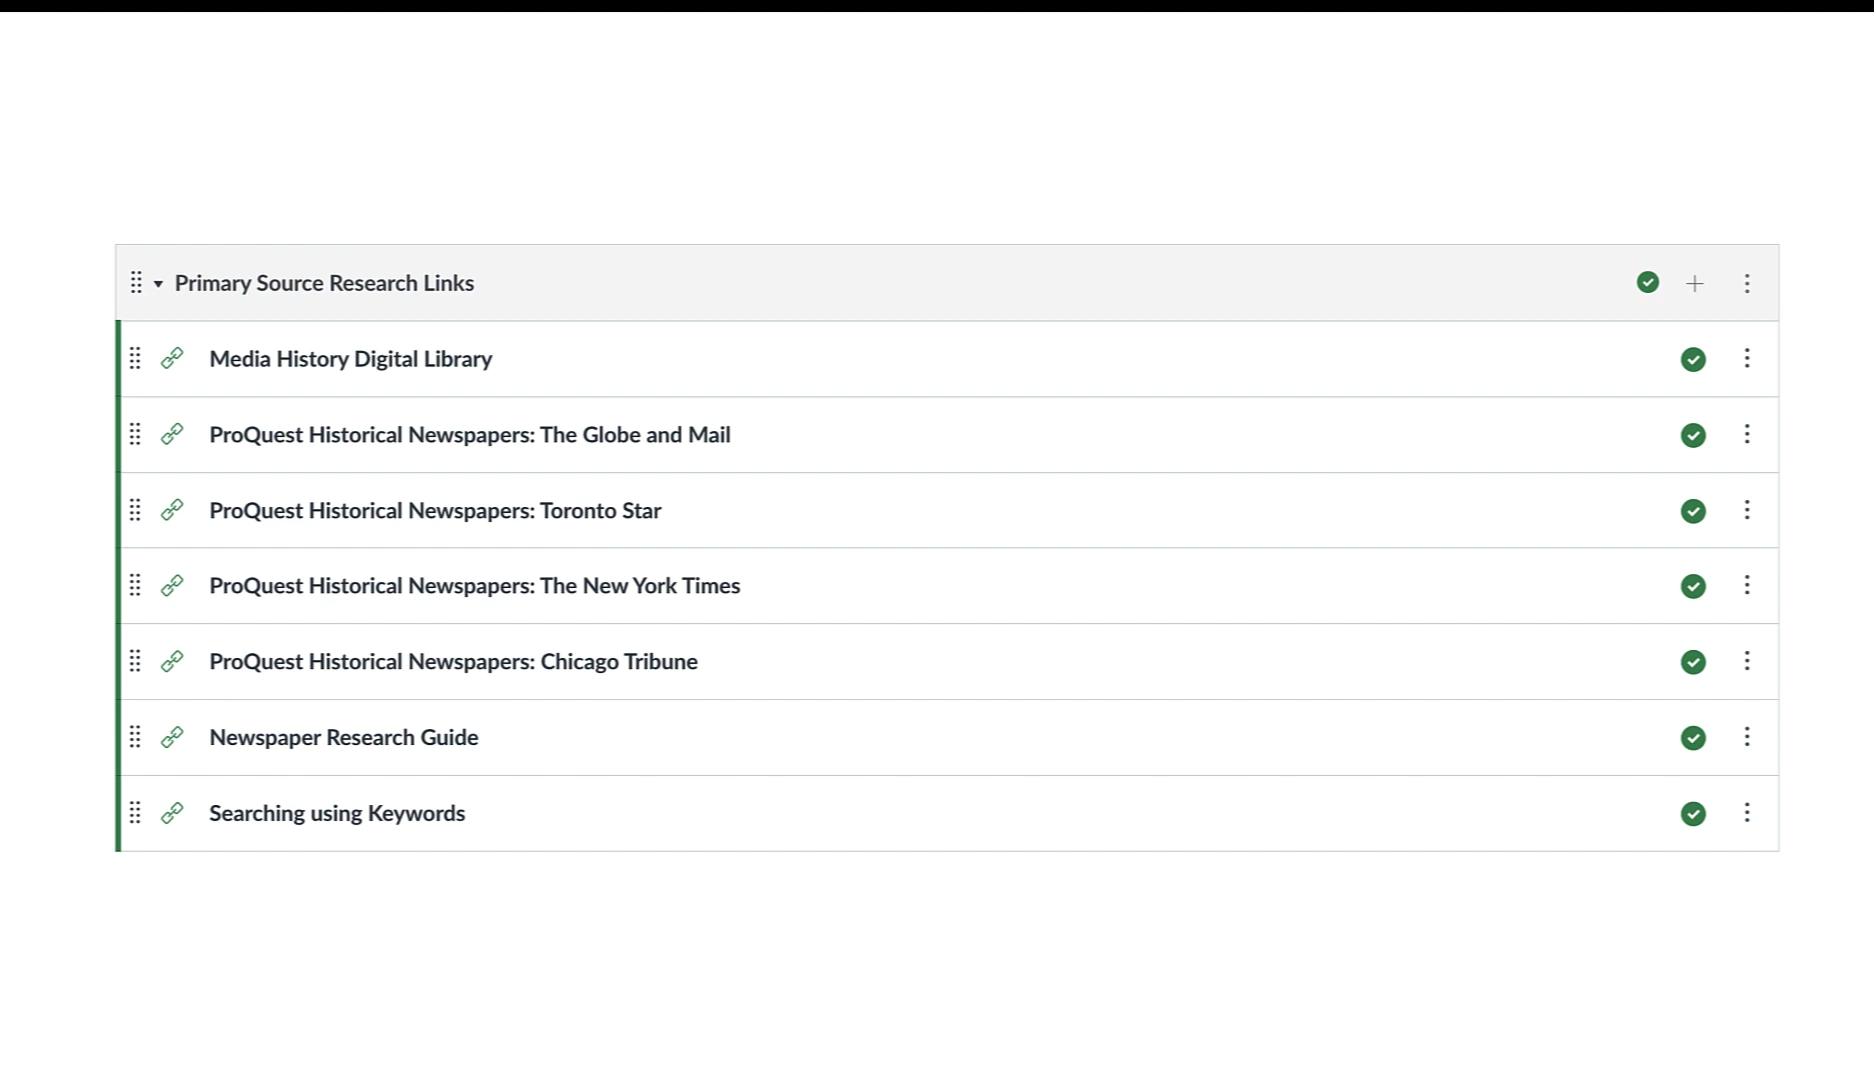 Primary Source Research Links
Media History Digital Library
ProQuest Historical Newspapers: The Globe and Mail
ProQuest Historical Newspapers: Toronto Star
ProQuest Historical Newspapers: The New York Times
ProQuest Historical Newspapers: Chicago Tribune
Newspaper Research Guide
Searching using Keywords